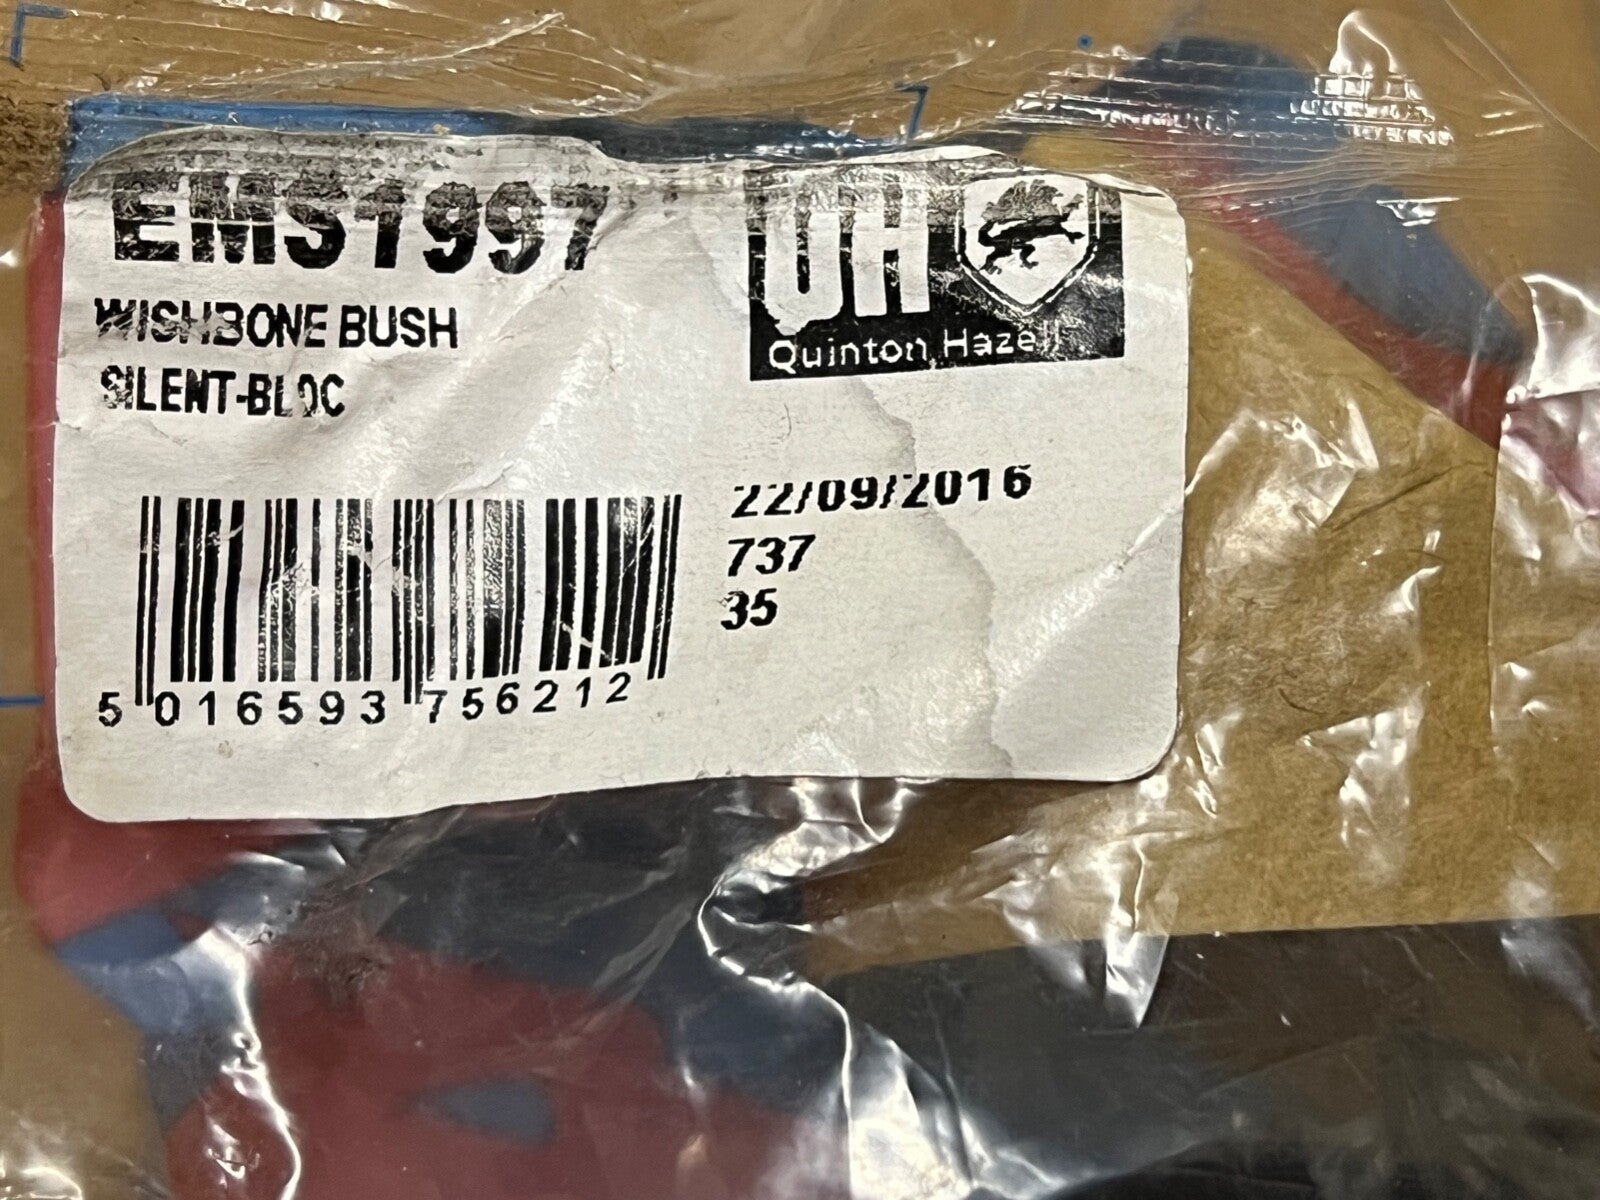 EMS1997
QH
Quinton Hazell
WISHBONE BUSH
SILENT-BLOC
22/09/2016
737
35
5 016593 756212